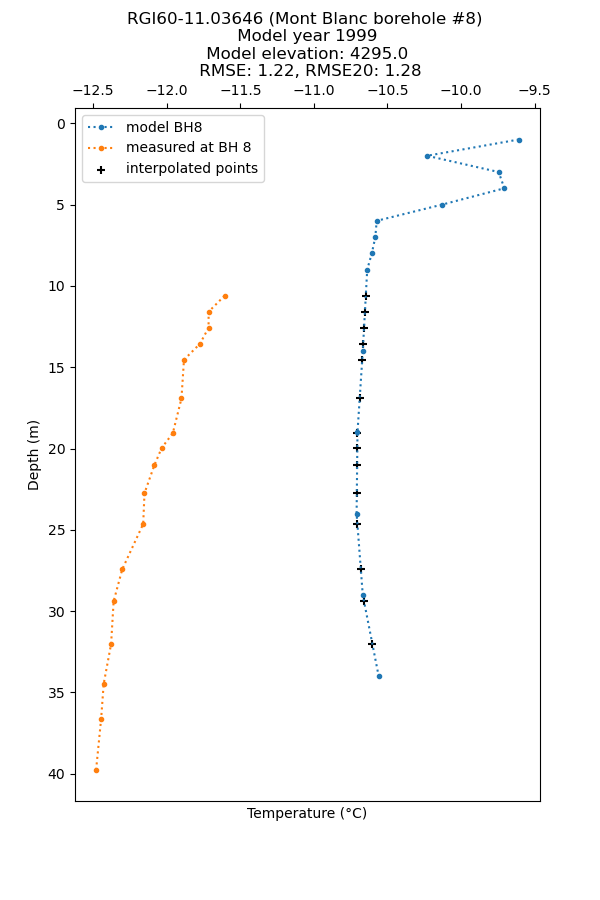 RGI60-11.03646 (Mont Blanc borehole #8)
Model year 1999
Model elevation: 4295.0
RMSE: 1.22, RMSE20: 1.28
−12.5 −12.0 −11.5 −11.0 −10.5 −10.0 −9.5
model BH8
measured at BH 8
interpolated points
0
5
10
15
20
25
30
35
40
Depth (m)
Temperature (°C)